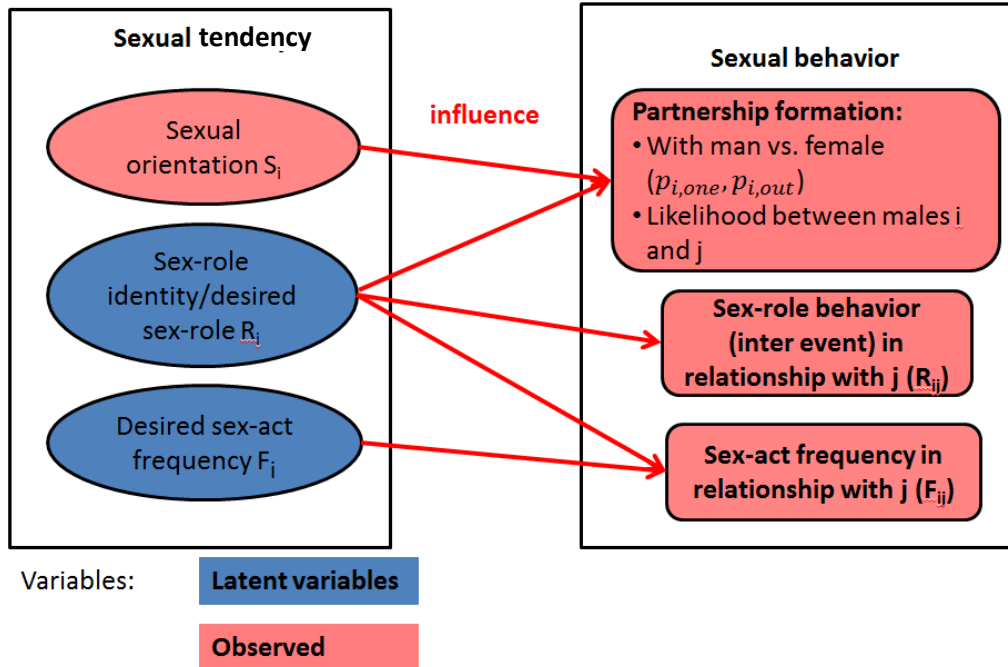 Sexual tendency
Sexual
orientation Si
Sex-role
identity/desired
sex-role Ri
Desired sex-act
frequency Fi
influence
Sexual behavior
Partnership formation:
• With man vs. female
(pi,one, pi,out)
• Likelihood between males i
and j
Sex-role behavior
(inter event) in
relationship with j (Rij)
Sex-act frequency in
relationship with j (Fij)
Variables:
Latent variables
Observed